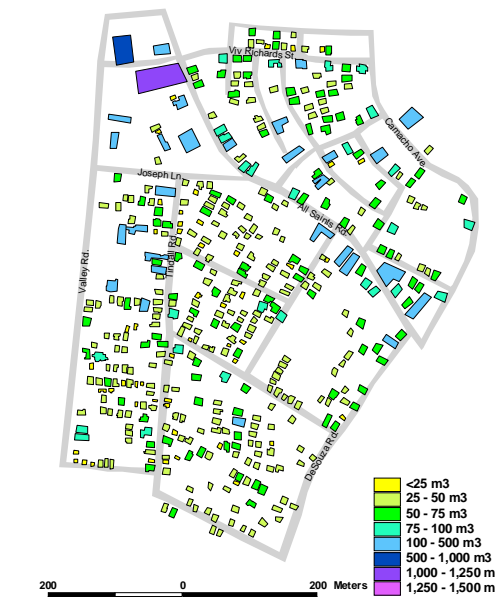 Viv Richards St
Camacho Ave
Joseph Ln
All Saints Rd.
Tindal Rd.
Valley Rd.
DeSouza Rd.
<25 m3
25 - 50 m3
50 - 75 m3
75 - 100 m3
100 - 500 m3
500 - 1,000 m3
1,000 - 1,250 m
1,250 - 1,500 m
200 0 200 Meters